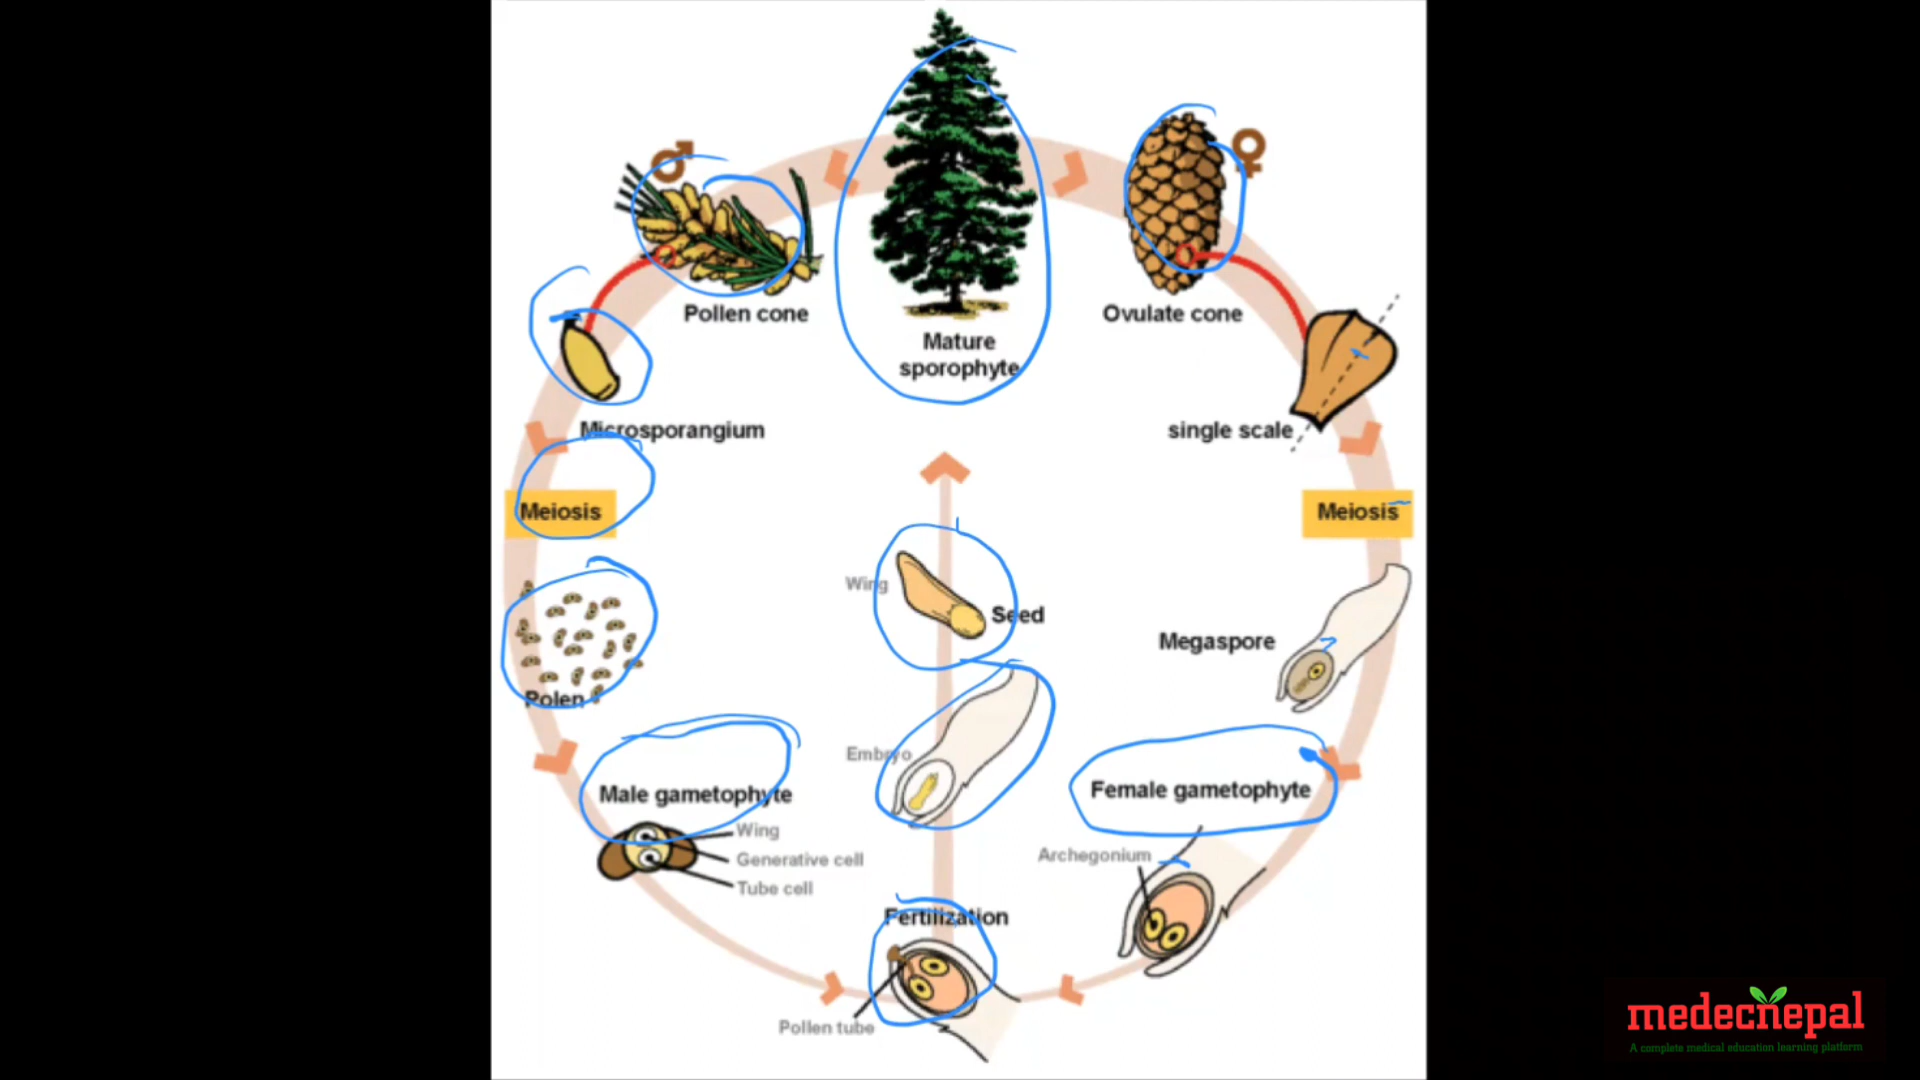 Pollen cone
Mature
sporophyte
Ovulate cone
Microsporangium
single scale
Meiosis
Meiosis
Wing
Seed
Megaspore
Polen
Embryo
Male gametophyte
Female gametophyte
Wing
Generative cell
Tube cell
Archegonium
Fertilization
Pollen tube
medecnepal
A complete medical education learning platform